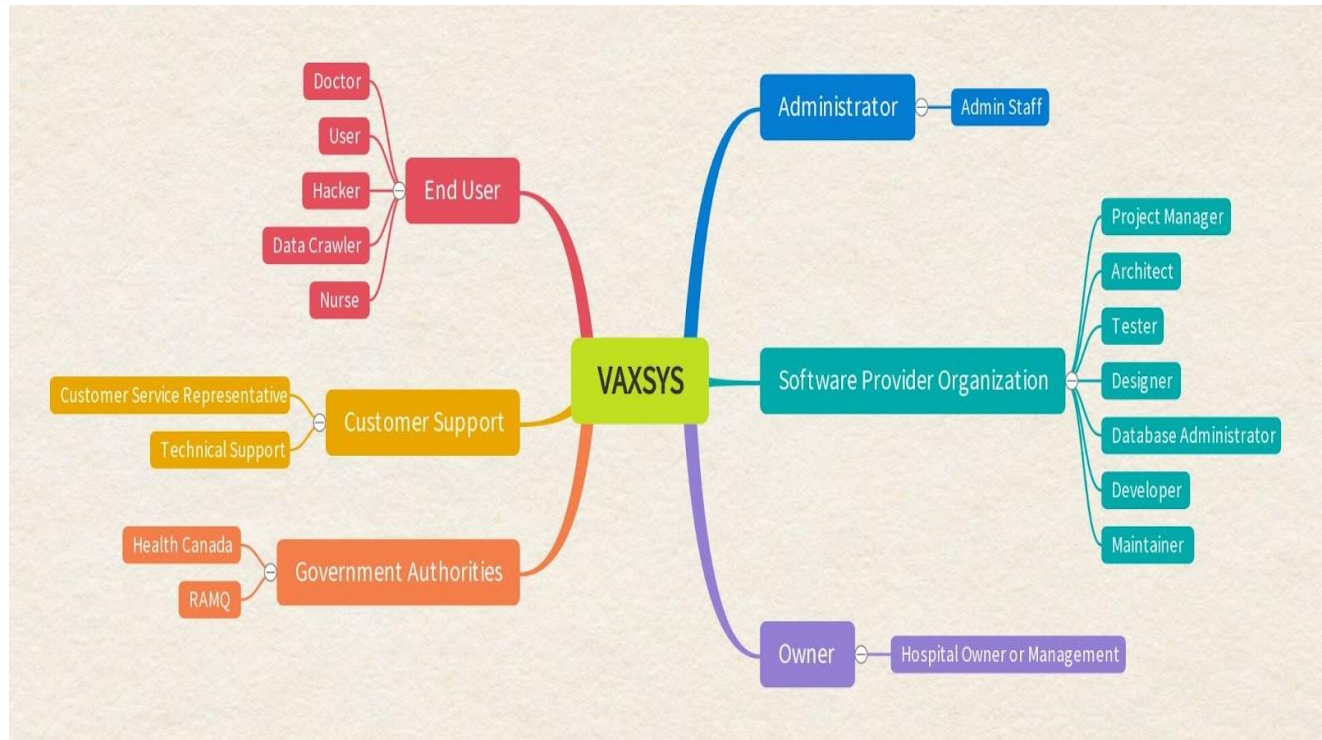 Doctor
User
Hacker
Data Crawler
Nurse
End User
Customer Service Representative
Technical Support
Customer Support
Health Canada
RAMQ
Government Authorities
VAXSYS
Administrator
Admin Staff
Software Provider Organization
Project Manager
Architect
Tester
Designer
Database Administrator
Developer
Maintainer
Owner
Hospital Owner or Management